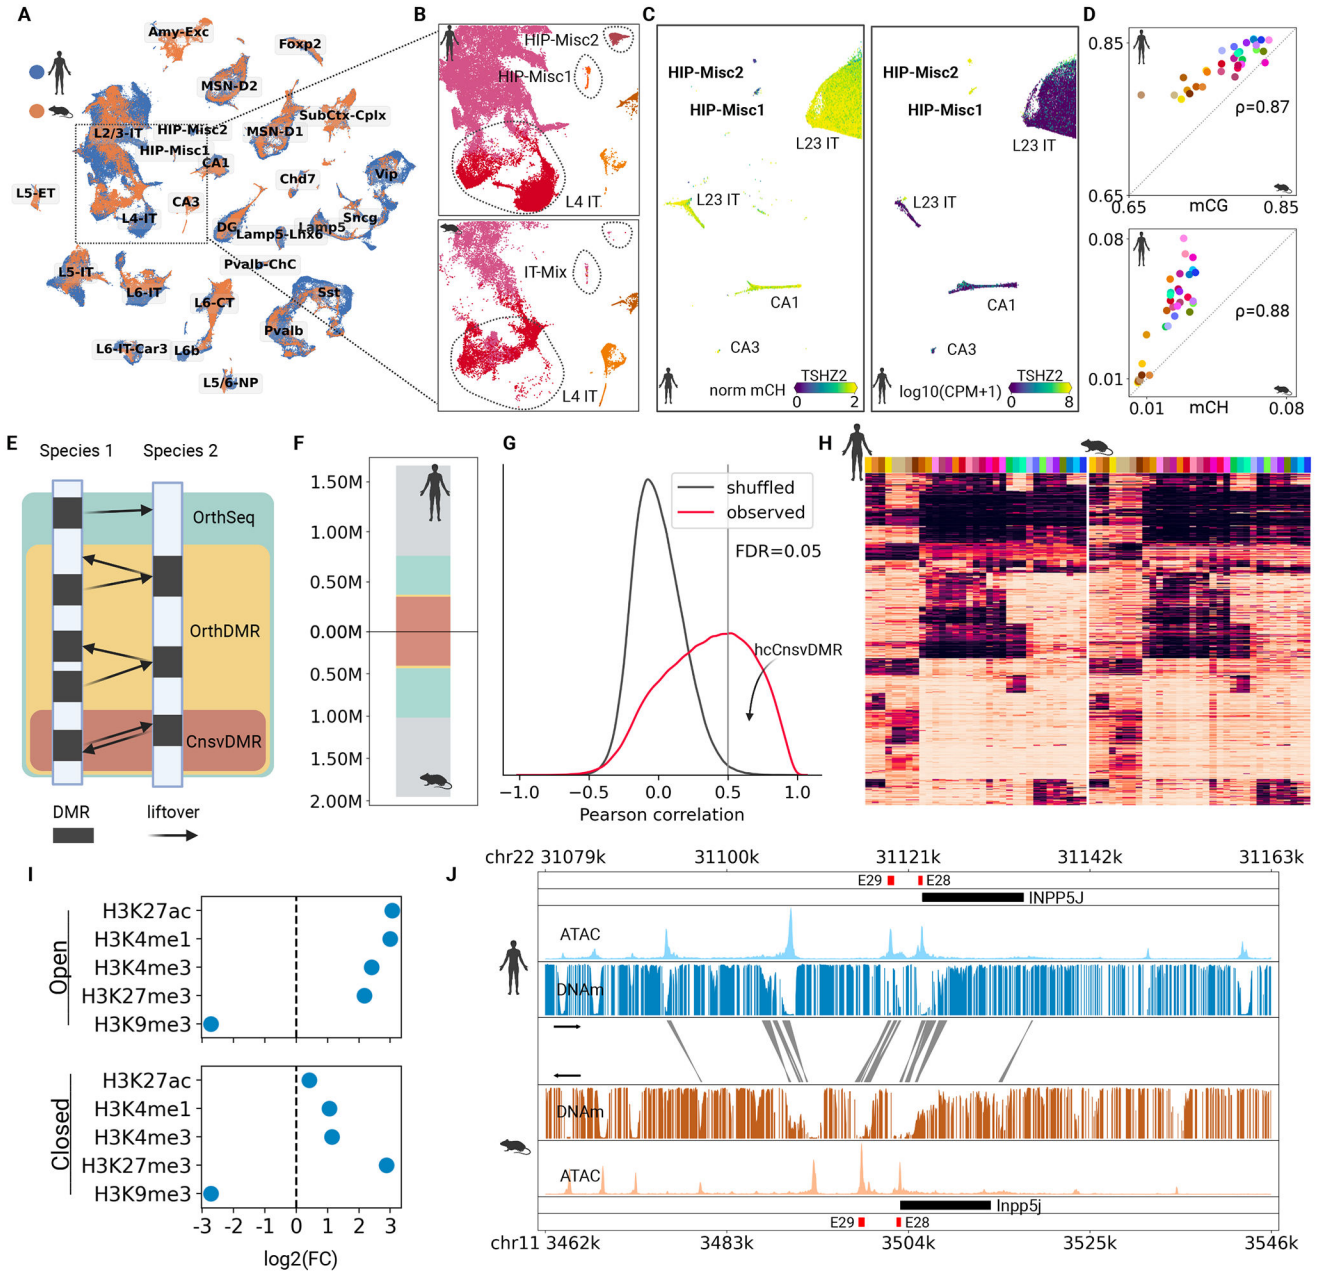 A
Amy-Exc
Foxp2
MSN-D2
SubCtx-Cplx
L2/3-IT
HIP-Misc2
MSN-D1
HIP-Misc1
CA1
Chd7
Vip
L5-ET
CA3
L4-IT
DG
Lamp5
Sncg
Lamp5-Lhx6
Pvalb-ChC
L5-IT
L6-IT
L6-CT
Sst
Pvalb
L6-IT-Car3
L6b
L5/6-NP
B
HIP-Misc2
HIP-Misc1
L4 IT
IT-Mix
L4 IT
C
HIP-Misc2
HIP-Misc1
L23 IT
L23 IT
CA1
CA3
TSHZ2
norm mCH
0 2
HIP-Misc2
HIP-Misc1
L23 IT
L23 IT
CA1
CA3
TSHZ2
log10(CPM+1)
0 8
D
0.85
ρ=0.87
0.65
0.65 mCG 0.85
0.08
ρ=0.88
0.01
0.01 mCH 0.08
E
Species 1 Species 2
OrthSeq
OrthDMR
CnsvDMR
DMR liftover
F
1.50M
1.00M
0.50M
0.00M
0.50M
1.00M
1.50M
2.00M
G
shuffled
observed
FDR=0.05
hcCnsvDMR
−1.0 −0.5 0.0 0.5 1.0
Pearson correlation
H
I
Open
H3K27ac
H3K4me1
H3K4me3
H3K27me3
H3K9me3
Closed
H3K27ac
H3K4me1
H3K4me3
H3K27me3
H3K9me3
-3 -2 -1 0 1 2 3
log2(FC)
J
chr22 31079k 31100k 31121k 31142k 31163k
E29 E28
INPP5J
ATAC
DNAm
DNAm
ATAC
Inpp5j
E29 E28
chr11 3462k 3483k 3504k 3525k 3546k